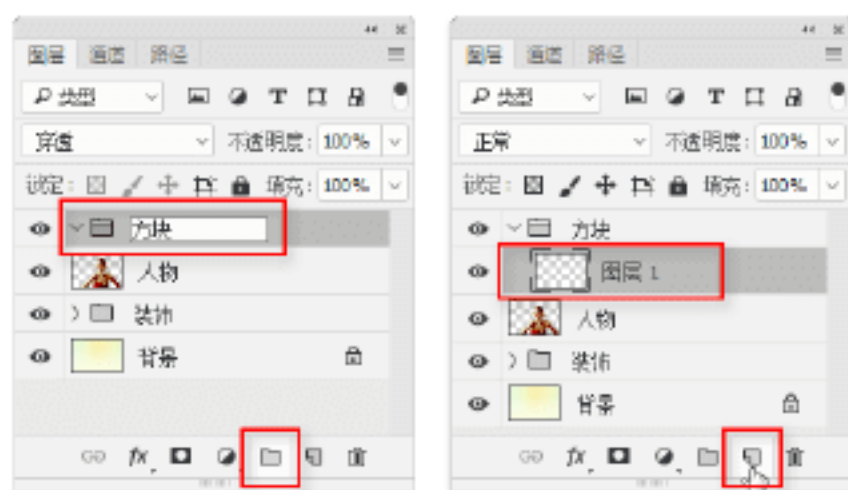 图层 通道 路径
类型
穿透 不透明度: 100%
锁定: 填充: 100%
方块
人物
装饰
背景
fx
图层 通道 路径
类型
正常 不透明度: 100%
锁定: 填充: 100%
方块
图层 1
人物
装饰
背景
fx